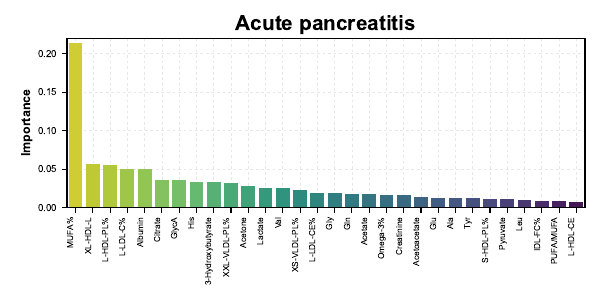 Acute pancreatitis
Importance
0.20
0.15
0.10
0.05
0.00
MUFA%
XL-HDL-L
L-HDL-PL%
L-LDL-C%
Albumin
Citrate
GlycA
His
3-Hydroxybutyrate
XXL-VLDL-PL%
Acetone
Lactate
Val
XS-VLDL-PL%
L-LDL-CE%
Gly
Gln
Acetate
Omega-3%
Creatinine
Acetoacetate
Glu
Ala
Tyr
S-HDL-PL%
Pyruvate
Leu
IDL-FC%
PUFA/MUFA
L-HDL-CE